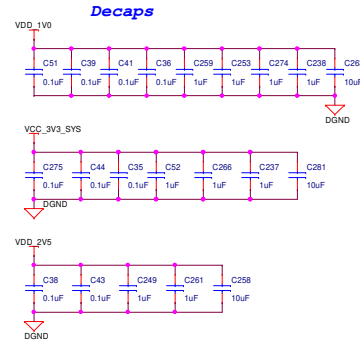 Decaps
VDD_1V0
C51 C39 C41 C36 C259 C253 C274 C238
0.1uF 0.1uF 0.1uF 0.1uF 1uF 1uF 1uF 1uF 10u
DGND
VCC_3V3_SYS
C275 C44 C35 C52 C266 C237 C281
0.1uF 0.1uF 0.1uF 1uF 1uF 1uF 10uF
DGND
VDD_2V5
C38 C43 C249 C261 C258
0.1uF 0.1uF 1uF 1uF 10uF
DGND